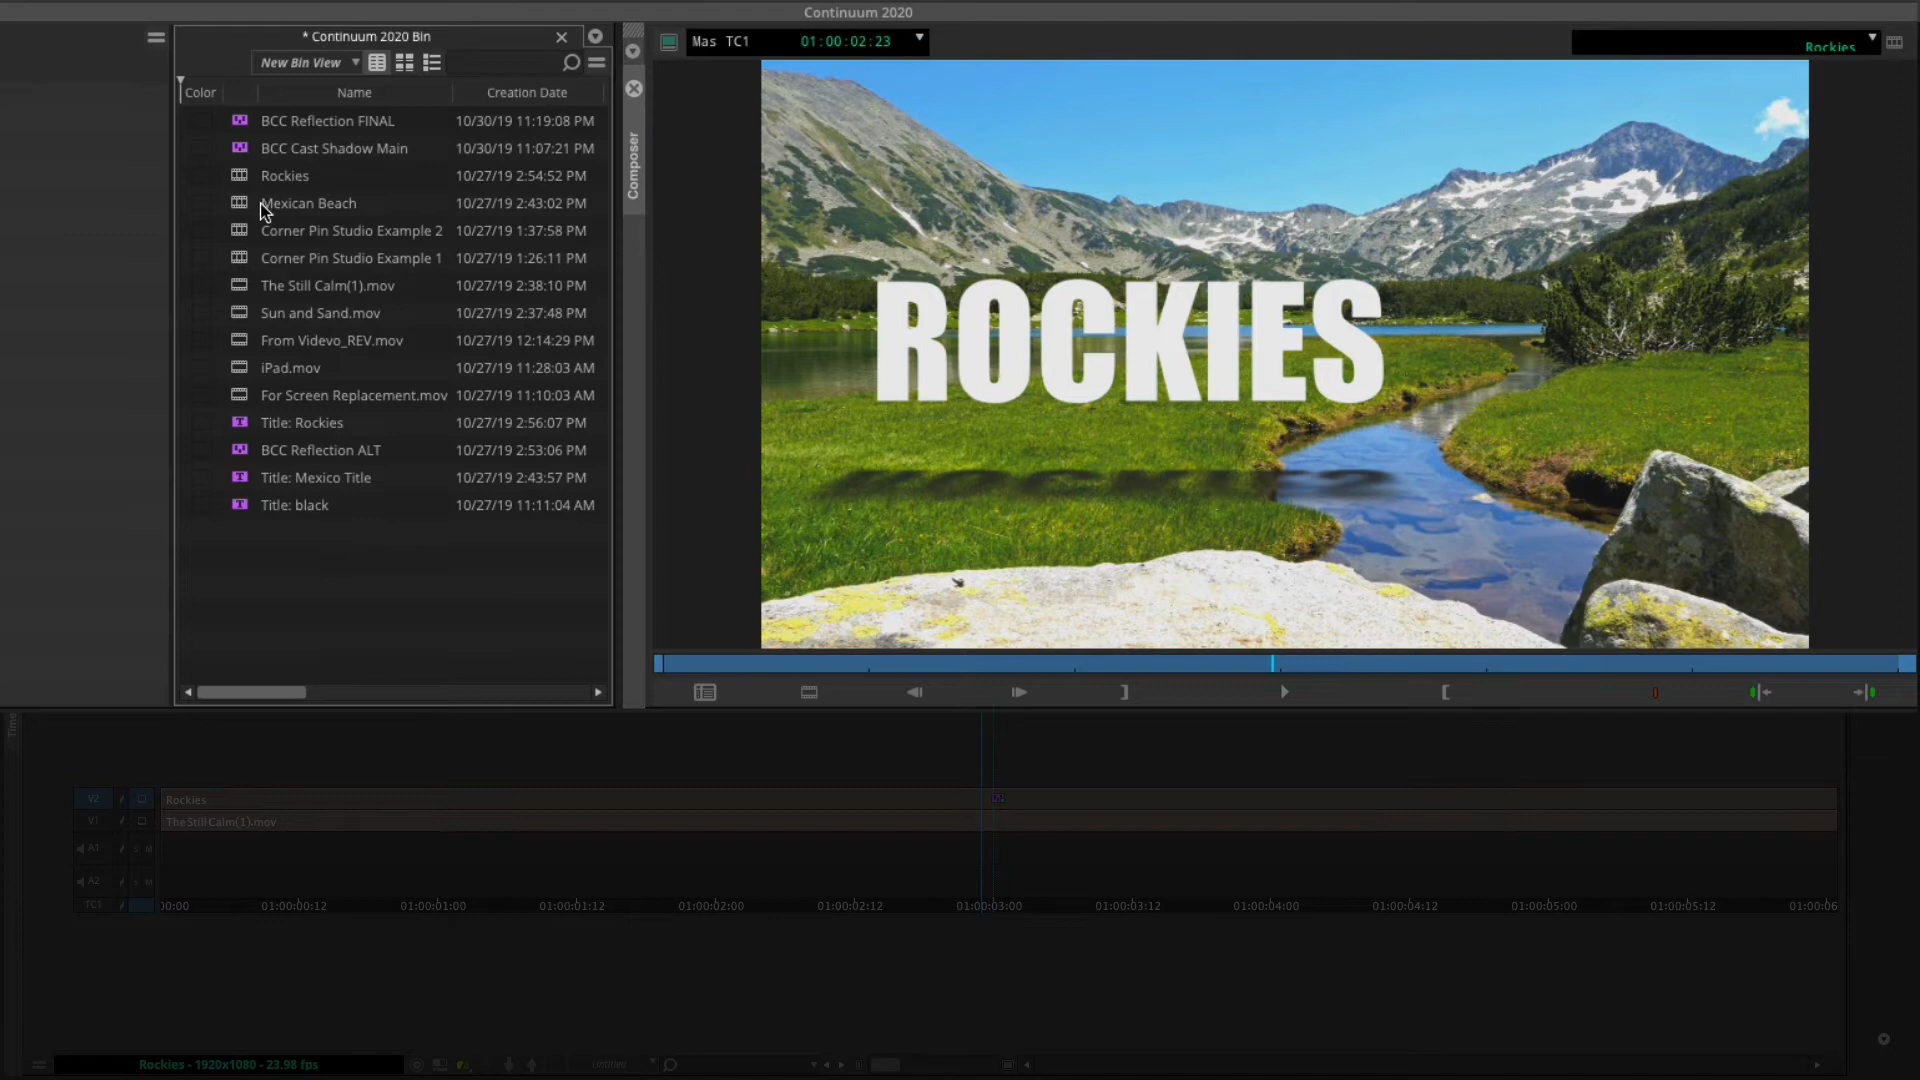 Continuum 2020
* Continuum 2020 Bin
New Bin View
Color Name Creation Date
BCC Reflection FINAL 10/30/19 11:19:08 PM
BCC Cast Shadow Main 10/30/19 11:07:21 PM
Rockies 10/27/19 2:54:52 PM
Mexican Beach 10/27/19 2:43:02 PM
Corner Pin Studio Example 2 10/27/19 1:37:58 PM
Corner Pin Studio Example 1 10/27/19 1:26:11 PM
The Still Calm(1).mov 10/27/19 2:38:10 PM
Sun and Sand.mov 10/27/19 2:37:48 PM
From Videvo_REV.mov 10/27/19 12:14:29 PM
iPad.mov 10/27/19 11:28:03 AM
For Screen Replacement.mov 10/27/19 11:10:03 AM
Title: Rockies 10/27/19 2:56:07 PM
BCC Reflection ALT 10/27/19 2:53:06 PM
Title: Mexico Title 10/27/19 2:43:57 PM
Title: black 10/27/19 11:11:04 AM
Composer
Mas TC1 01:00:02:23
Rockies
ROCKIES
Time
V2 Rockies
V1 The Still Calm(1).mov
A1 S M
A2 S M
TC1 00:00 01:00:00:12 01:00:01:00 01:00:01:12 01:00:02:00 01:00:02:12 01:00:03:00 01:00:03:12 01:00:04:00 01:00:04:12 01:00:05:00 01:00:05:12 01:00:06
Rockies - 1920x1080 - 23.98 fps
Untitled